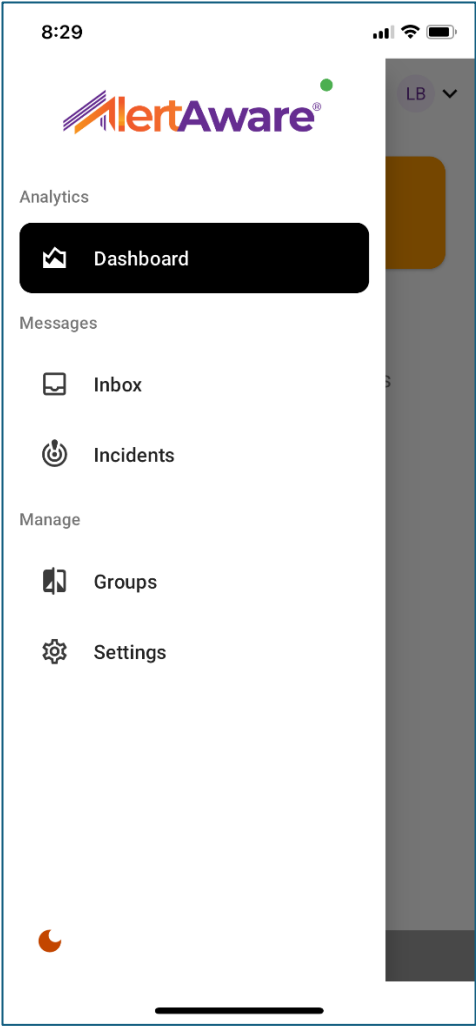 8:29
AlertAware®
LB
Analytics
Dashboard
Messages
Inbox
Incidents
Manage
Groups
Settings